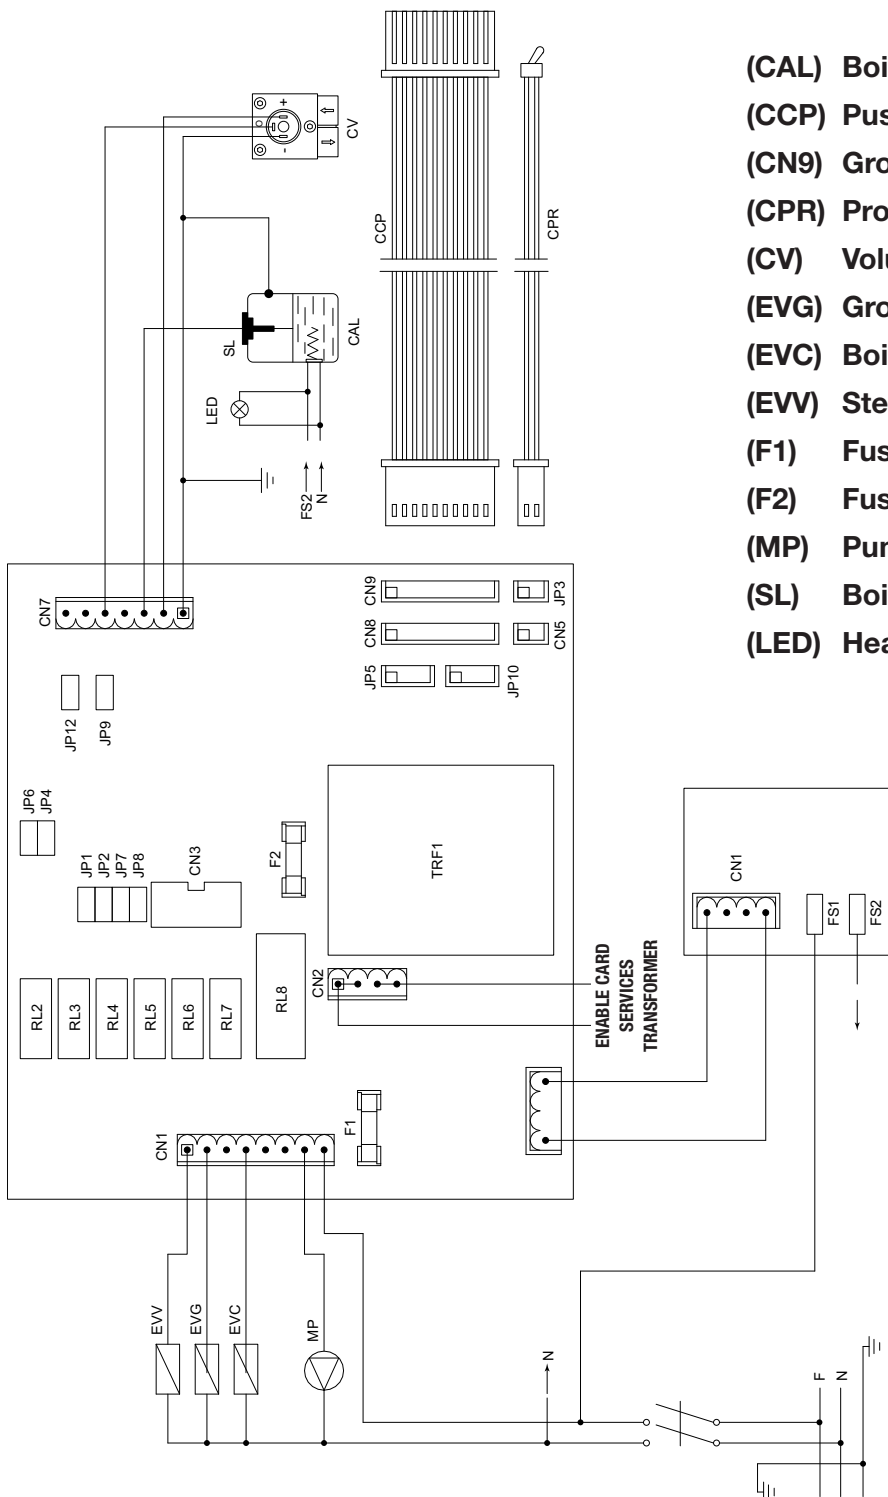 (CAL) Boi
(CCP) Pus
(CN9) Gro
(CPR) Pro
(CV) Volu
(EVG) Gro
(EVC) Boi
(EVV) Ste
(F1) Fus
(F2) Fus
(MP) Pun
(SL) Boi
(LED) Hea
+
-
CV
CCP
CPR
SL
CAL
LED
FS2
N
CN7
CN9
JP3
CN8
CN5
JP5
JP10
JP12
JP9
JP6
JP4
JP1
JP2
JP7
JP8
CN3
F2
TRF1
RL2
RL3
RL4
RL5
RL6
RL7
RL8
CN2
ENABLE CARD
SERVICES
TRANSFORMER
CN1
FS1
FS2
CN1
F1
EVV
EVG
EVC
MP
N
F
N